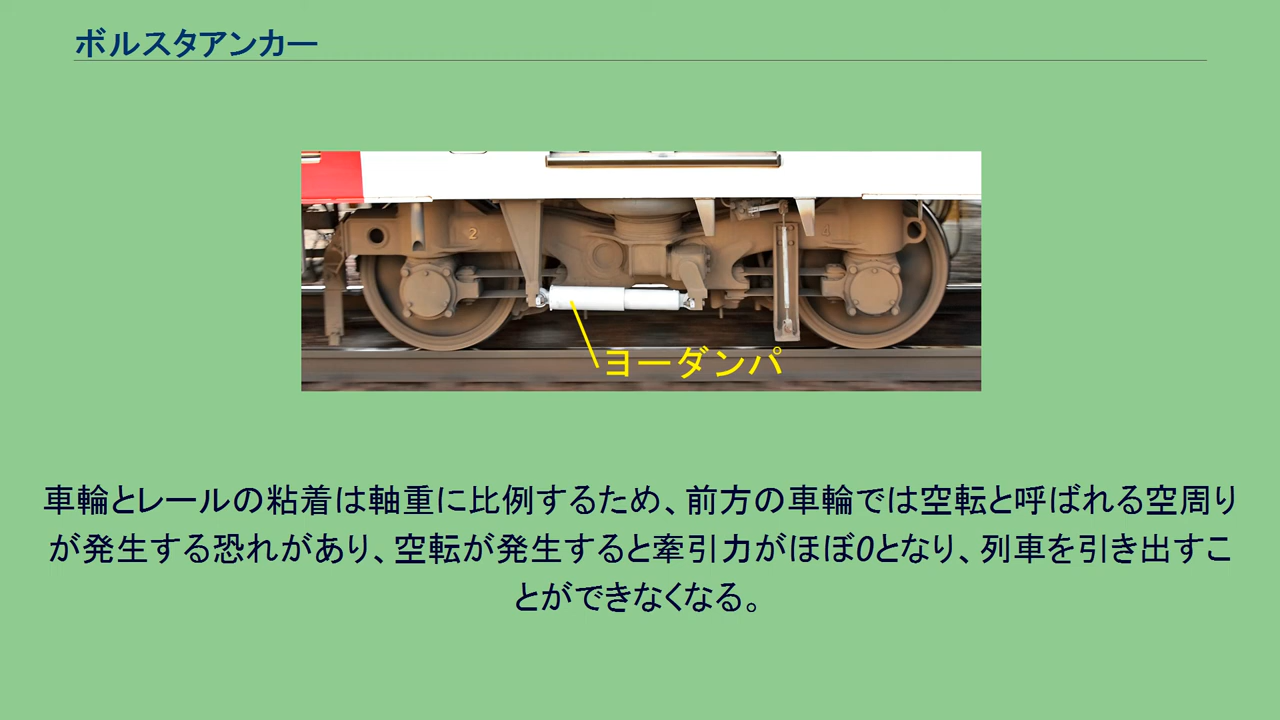 ボルスタアンカー
2
ヨーダンパ
車輪とレールの粘着は軸重に比例するため、前方の車輪では空転と呼ばれる空周り
が発生する恐れがあり、空転が発生すると牽引力がほぼ0となり、列車を引き出すこ
とができなくなる。